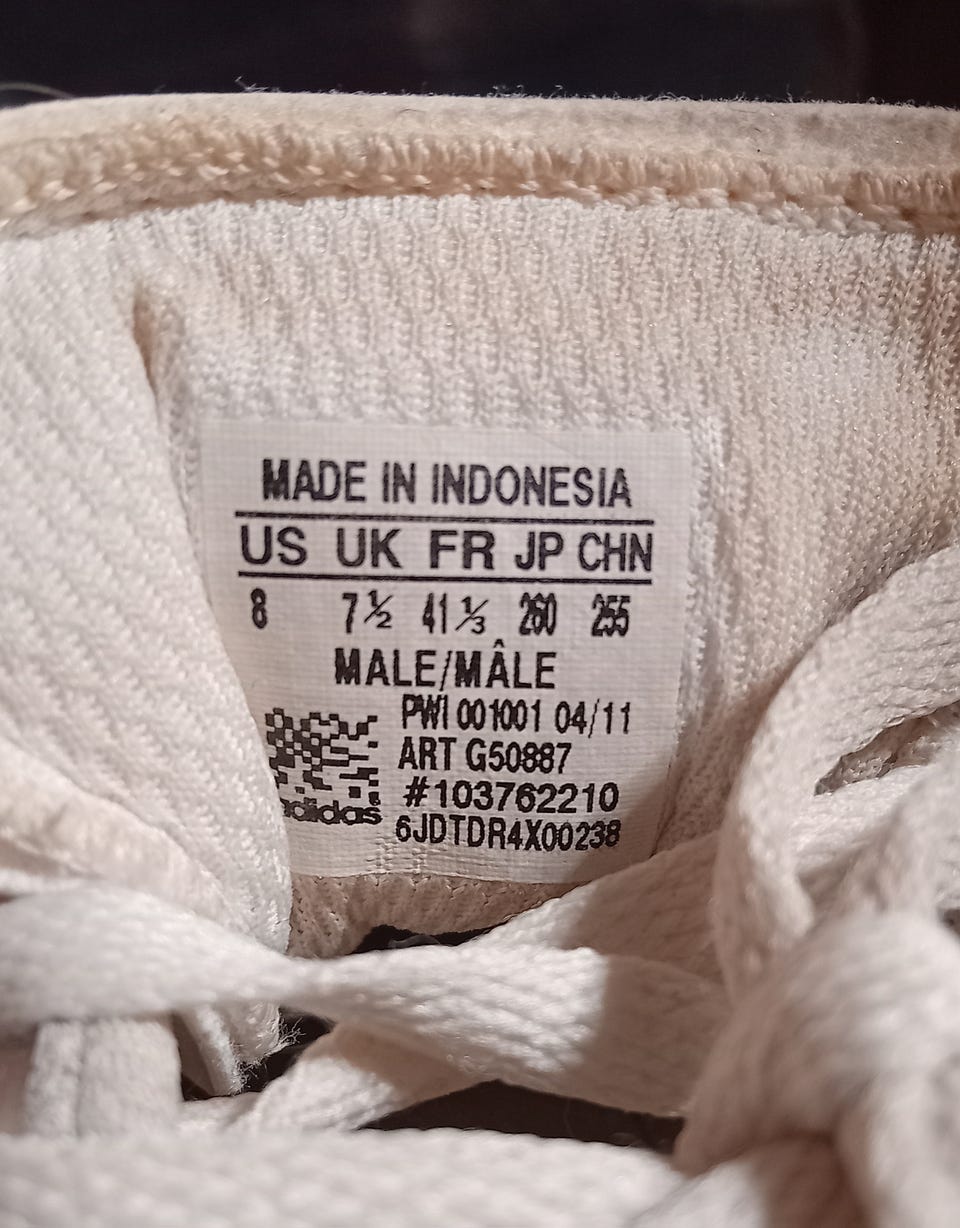 MADE IN INDONESIA
US UK FR JP CHN
8 7½ 41⅓ 260 255
MALE/MÂLE
PWI 001001 04/11
ART G50887
#103762210
adidas 6JDTDR4X00238